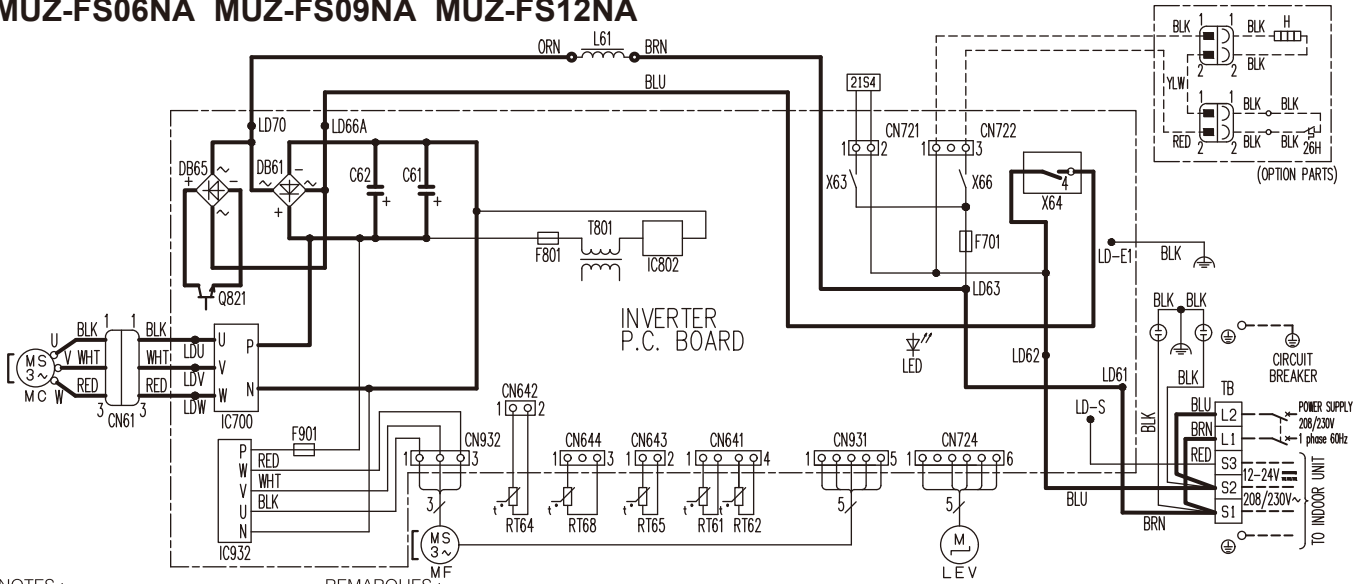 MUZ-FS06NA MUZ-FS09NA MUZ-FS12NA
ORN L61 BRN
BLU
BLK 1 1 BLK H
2 2 BLK
YLW
1 1 BLK BLK
RED 2 2 BLK BLK 26H
(OPTION PARTS)
21S4
LD70 LD66A
CN721 CN722
1 2 1 3
DB65 DB61 C62 C61
+ - ~ ~ - ~ ~ + + +
X63 X66
4
X64
F701
T801
F801 IC802
LD-E1 BLK
Q821
LD63
INVERTER
P.C. BOARD
LED
BLK BLK
CIRCUIT
BREAKER
U BLK 1 1 BLK LDU U P
MS 3~ V WHT WHT LDV V
MC W RED 3 3 RED LDW W N
CN61 IC700
LD62
LD61
BLK
BLK
TB
BLU L2 POWER SUPPLY
208/230V
BRN L1 1 phase 60Hz
LD-S
RED S3 12-24V
S2 208/230V~
S1
TO INDOOR UNIT
BLU
BRN
CN642
1 2
F901
P
W RED
V WHT
U BLK
N
IC932
CN932 CN644 CN643 CN641 CN931 CN724
1 3 1 3 1 2 1 4 1 5 1 6
3 t° t° t° t° t° 5 5
RT64 RT68 RT65 RT61 RT62
MS 3~
MF
M
LEV
NOTES : REMARQUES :